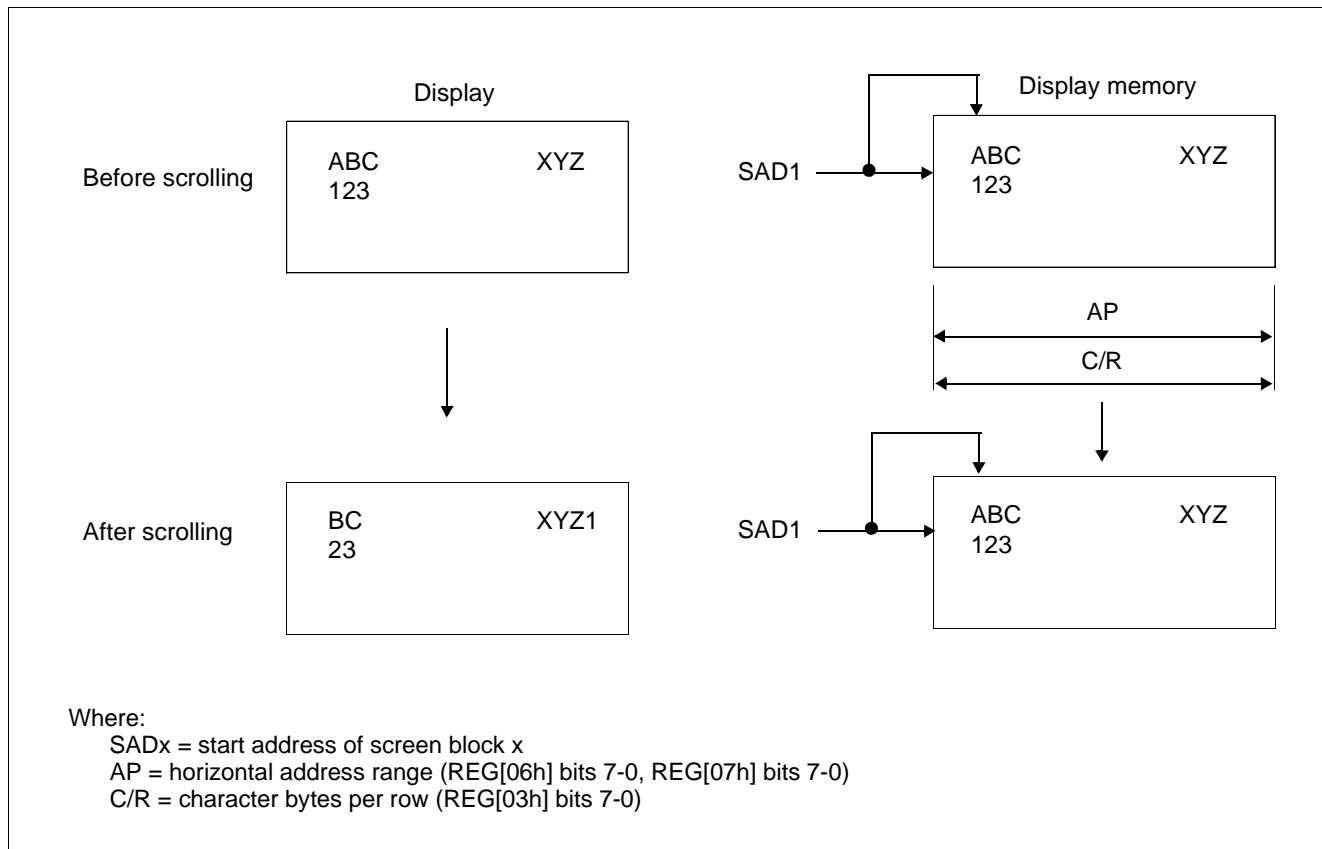 Display
Display memory
Before scrolling
ABC XYZ
123
SAD1
ABC XYZ
123
AP
C/R
After scrolling
BC XYZ1
23
SAD1
ABC XYZ
123
Where:
SADx = start address of screen block x
AP = horizontal address range (REG[06h] bits 7-0, REG[07h] bits 7-0)
C/R = character bytes per row (REG[03h] bits 7-0)